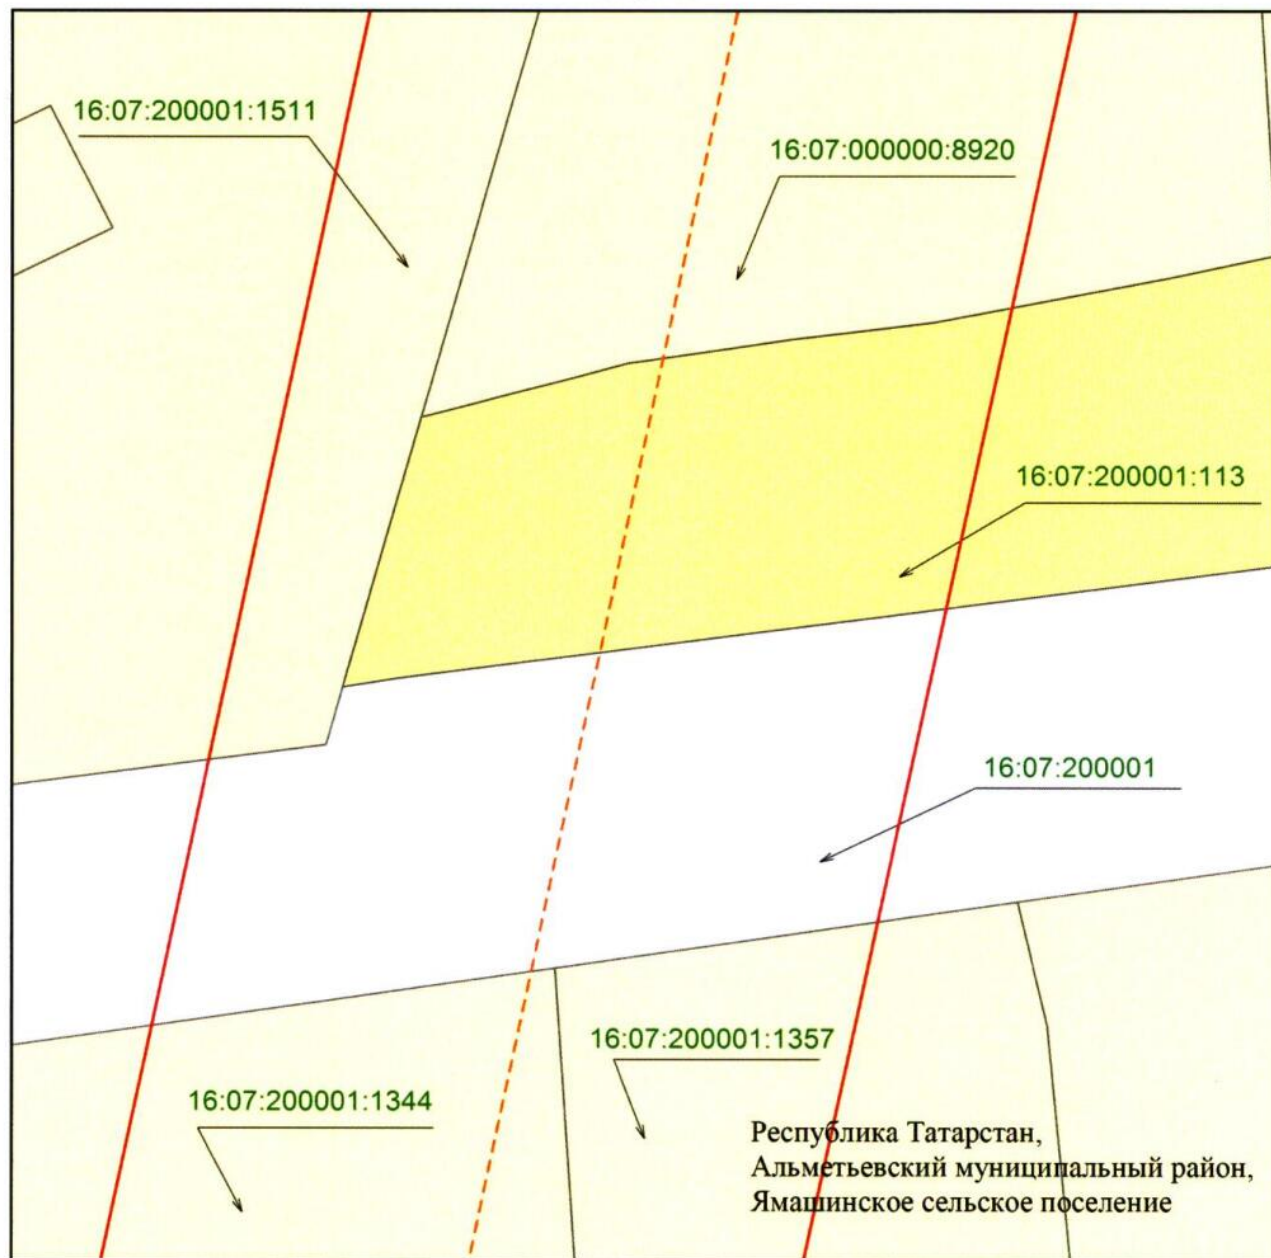 16:07:200001:1511
16:07:000000:8920
16:07:200001:113
16:07:200001
16:07:200001:1357
16:07:200001:1344
Республика Татарстан,
Альметьевский муниципальный район,
Ямашинское сельское поселение